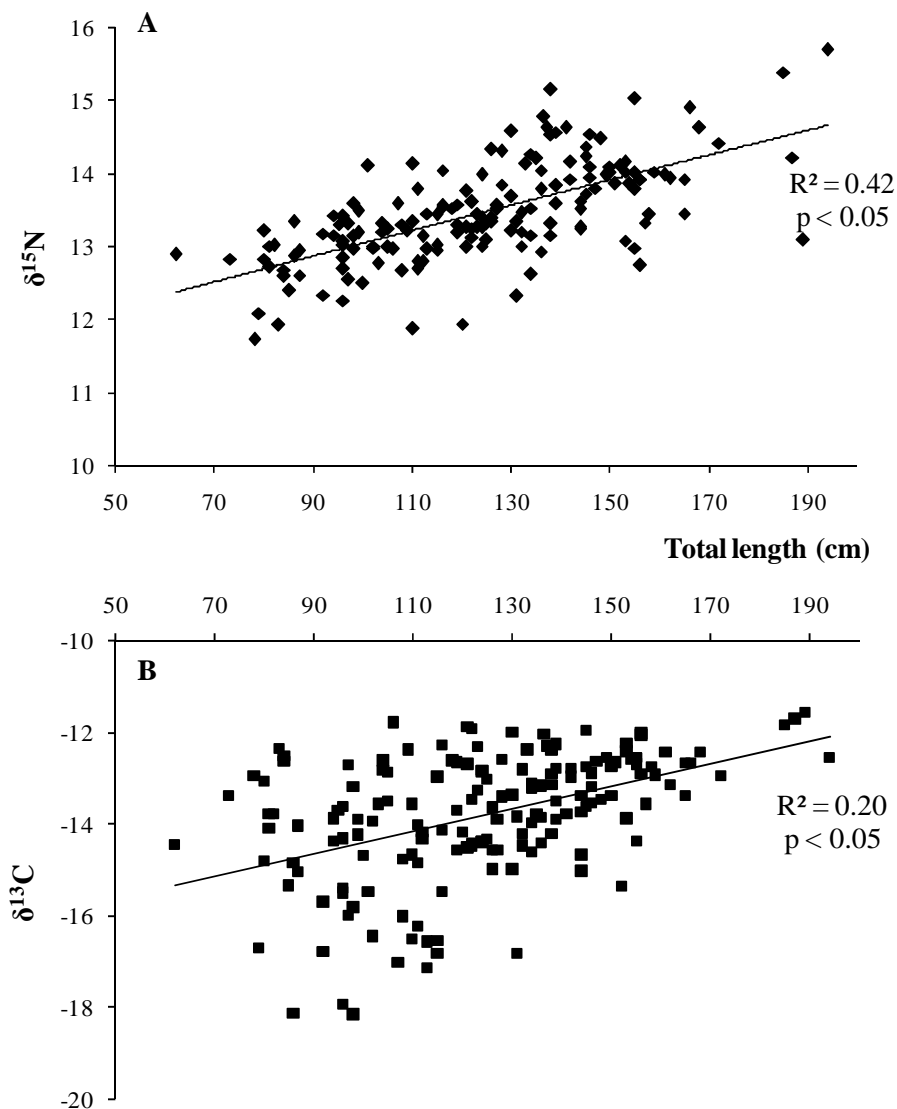 A
16
15
14
13
12
11
10
δ¹⁵N
R² = 0.42
p < 0.05
50 70 90 110 130 150 170 190
Total length (cm)
50 70 90 110 130 150 170 190
B
-10
-12
-14
-16
-18
-20
δ¹³C
R² = 0.20
p < 0.05